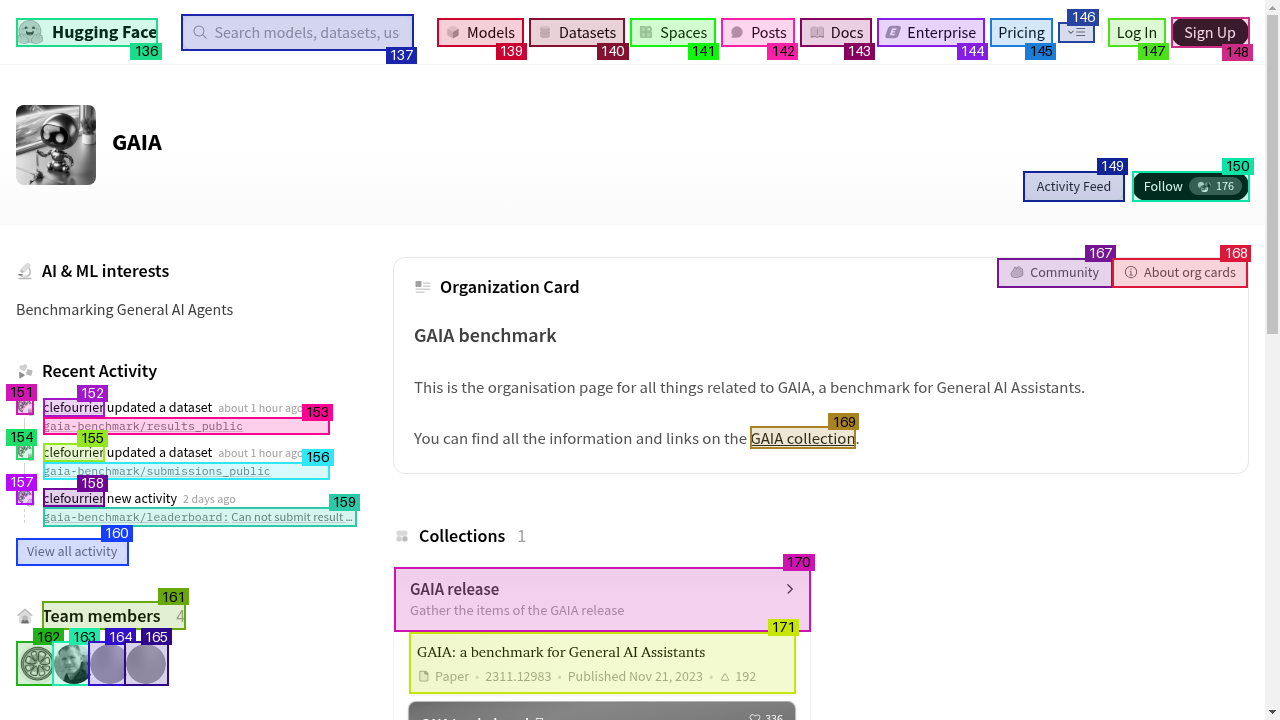 Hugging Face
Search models, datasets, us
Models
Datasets
Spaces
Posts
Docs
Enterprise
Pricing
Log In
Sign Up
136
137
139
140
141
142
143
144
145
146
147
148
GAIA
149
150
Activity Feed
Follow
176
AI & ML interests
Benchmarking General AI Agents
Recent Activity
151
152
clefourrier updated a dataset about 1 hour ago
153
gaia-benchmark/results_public
154
155
clefourrier updated a dataset about 1 hour ago
156
gaia-benchmark/submissions_public
157
158
clefourrier new activity 2 days ago
159
gaia-benchmark/leaderboard: Can not submit result ...
160
View all activity
161
Team members 4
162
163
164
165
167
168
Community
About org cards
Organization Card
GAIA benchmark
This is the organisation page for all things related to GAIA, a benchmark for General AI Assistants.
169
You can find all the information and links on the GAIA collection.
Collections 1
170
GAIA release
Gather the items of the GAIA release
171
GAIA: a benchmark for General AI Assistants
Paper • 2311.12983 • Published Nov 21, 2023 • 192
336